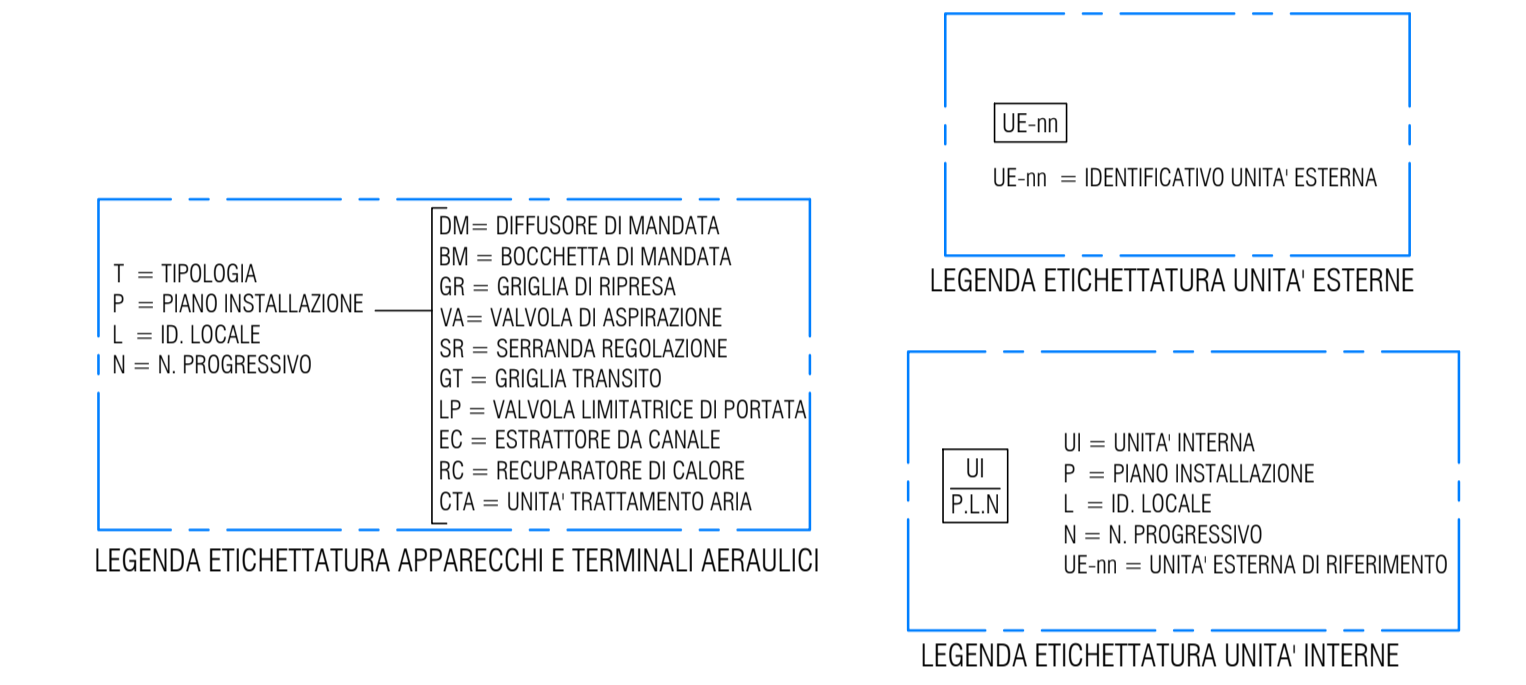 T = TIPOLOGIA
P = PIANO INSTALLAZIONE
L = ID. LOCALE
N = N. PROGRESSIVO
DM= DIFFUSORE DI MANDATA
BM = BOCCHETTA DI MANDATA
GR = GRIGLIA DI RIPRESA
VA= VALVOLA DI ASPIRAZIONE
SR = SERRANDA REGOLAZIONE
GT = GRIGLIA TRANSITO
LP = VALVOLA LIMITATRICE DI PORTATA
EC = ESTRATTORE DA CANALE
RC = RECUPARATORE DI CALORE
CTA = UNITA' TRATTAMENTO ARIA
LEGENDA ETICHETTATURA APPARECCHI E TERMINALI AERAULICI
UE-nn
UE-nn = IDENTIFICATIVO UNITA' ESTERNA
LEGENDA ETICHETTATURA UNITA' ESTERNE
UI
P.L.N
UI = UNITA' INTERNA
P = PIANO INSTALLAZIONE
L = ID. LOCALE
N = N. PROGRESSIVO
UE-nn = UNITA' ESTERNA DI RIFERIMENTO
LEGENDA ETICHETTATURA UNITA' INTERNE